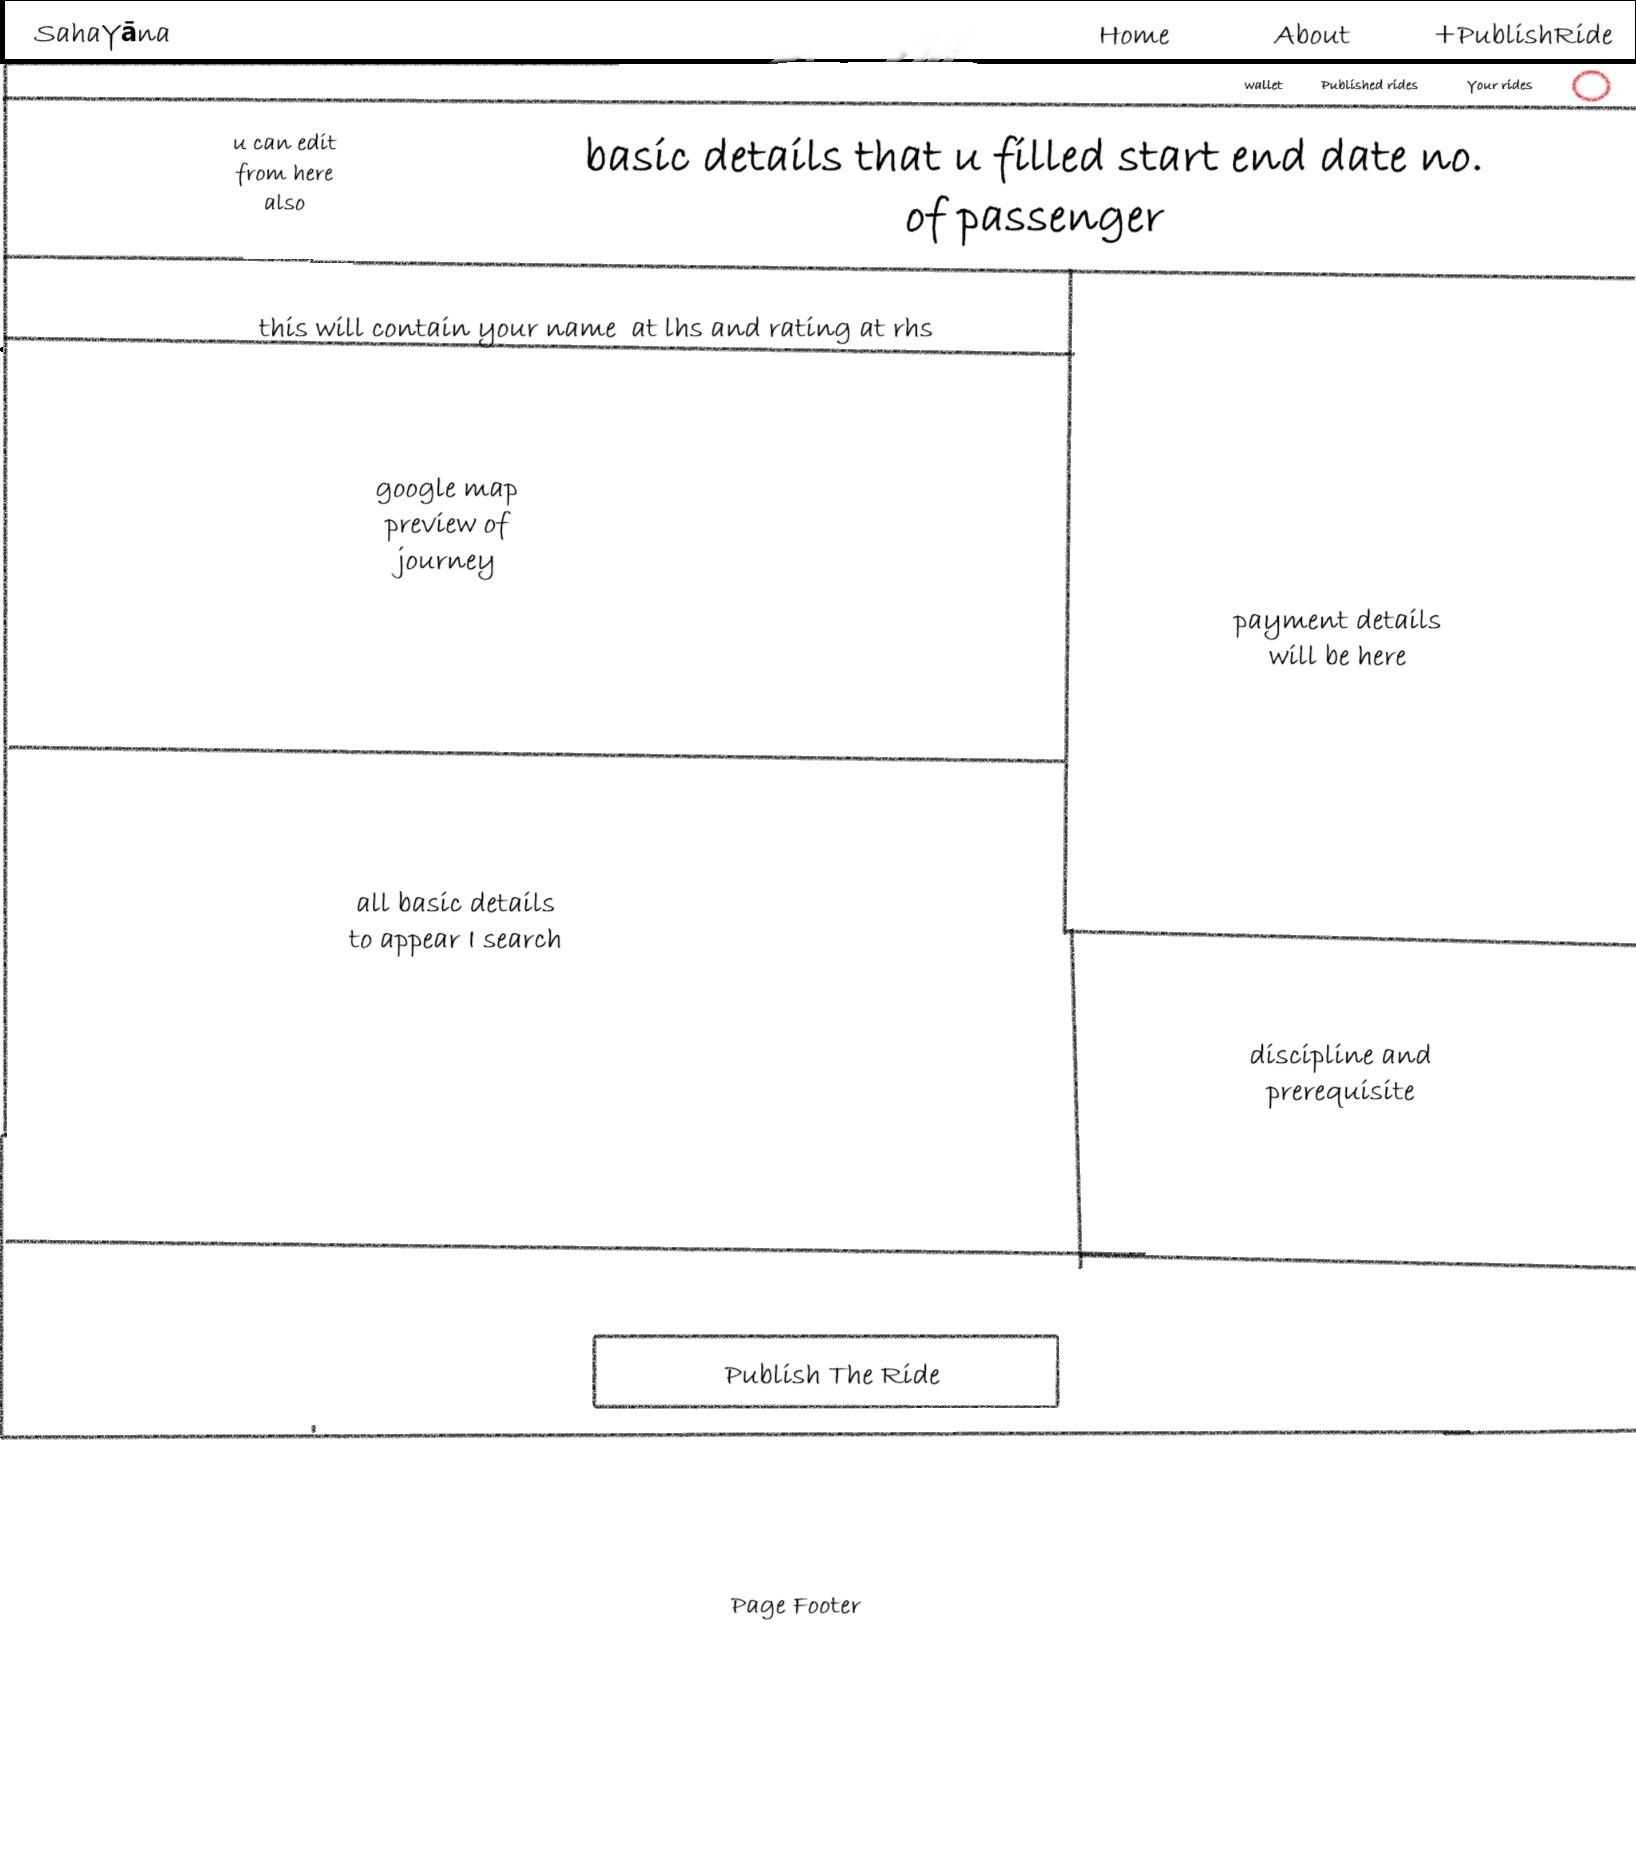 SahaYāna
Home
About
+PublishRide
wallet
Published rides
Your rides
u can edit
from here
also
basic details that u filled start end date no.
of passenger
this will contain your name at lhs and rating at rhs
google map
preview of
journey
payment details
will be here
all basic details
to appear I search
discipline and
prerequisite
Publish The Ride
Page Footer